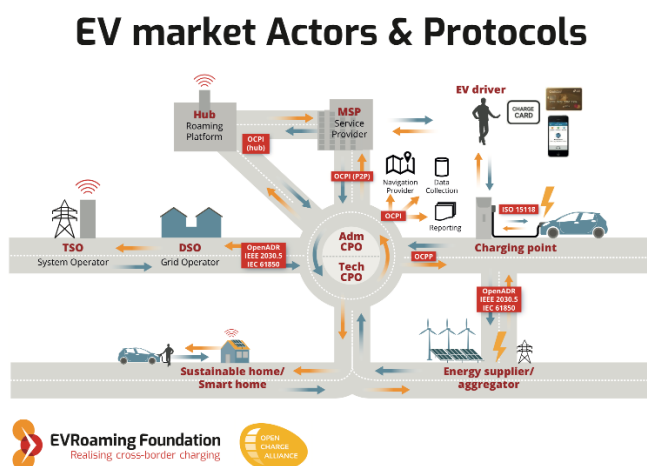 EV market Actors & Protocols
Hub
Roaming
Platform
MSP
Service
Provider
EV driver
CHARGE
CARD
OCPI
(hub)
OCPI (P2P)
Navigation
Provider
Data
Collection
OCPI
Reporting
ISO 15118
Charging point
TSO
System Operator
DSO
Grid Operator
OpenADR
IEEE 2030.5
IEC 61850
Adm
CPO
Tech
CPO
OCPP
OpenADR
IEEE 2030.5
IEC 61850
Sustainable home/
Smart home
Energy supplier/
aggregator
EVRoaming Foundation
Realising cross-border charging
OPEN
CHARGE
ALLIANCE